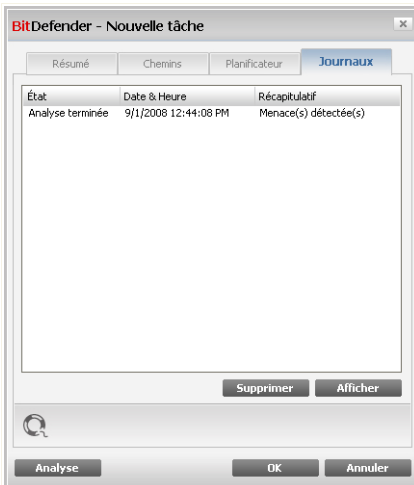 BitDefender - Nouvelle tâche
Résumé Chemins Planificateur Journaux
État Date & Heure Récapitulatif
Analyse terminée 9/1/2008 12:44:08 PM Menace(s) détectée(s)
Supprimer Afficher
Analyse OK Annuler